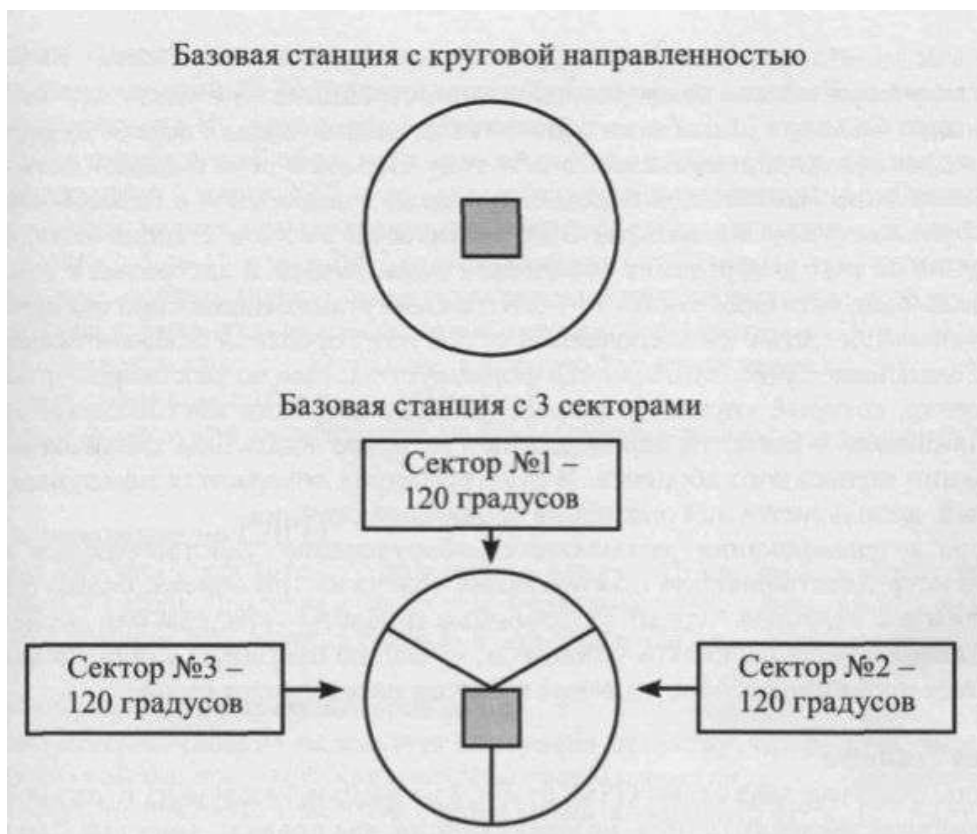 Базовая станция с круговой направленностью
Базовая станция с 3 секторами
Сектор №1 –
120 градусов
Сектор №3 –
120 градусов
Сектор №2 –
120 градусов